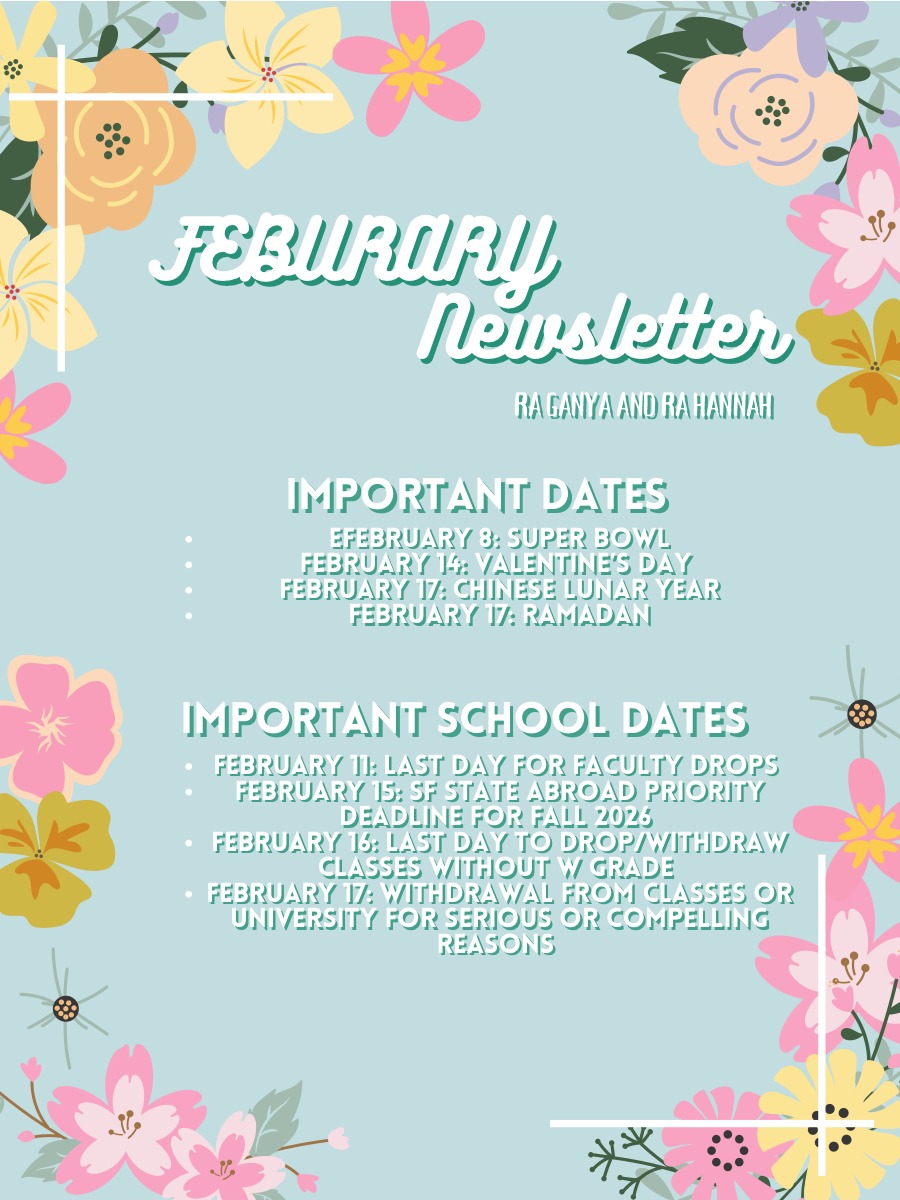 FEBURARY
Newsletter
RA GANYA AND RA HANNAH
IMPORTANT DATES
• EFEBRUARY 8: SUPER BOWL
• FEBRUARY 14: VALENTINE'S DAY
• FEBRUARY 17: CHINESE LUNAR YEAR
• FEBRUARY 17: RAMADAN
IMPORTANT SCHOOL DATES
• FEBRUARY 11: LAST DAY FOR FACULTY DROPS
• FEBRUARY 15: SF STATE ABROAD PRIORITY
DEADLINE FOR FALL 2026
• FEBRUARY 16: LAST DAY TO DROP/WITHDRAW
CLASSES WITHOUT W GRADE
• FEBRUARY 17: WITHDRAWAL FROM CLASSES OR
UNIVERSITY FOR SERIOUS OR COMPELLING
REASONS